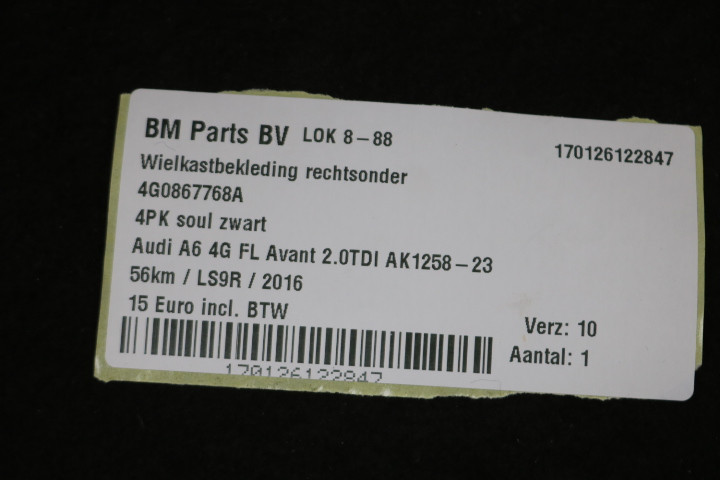 BM Parts BV LOK 8-88
170126122847
Wielkastbekleding rechtsonder
4G0867768A
4PK soul zwart
Audi A6 4G FL Avant 2.0TDI AK1258-23
56km / LS9R / 2016
15 Euro incl. BTW
Verz: 10
Aantal: 1
170126122847